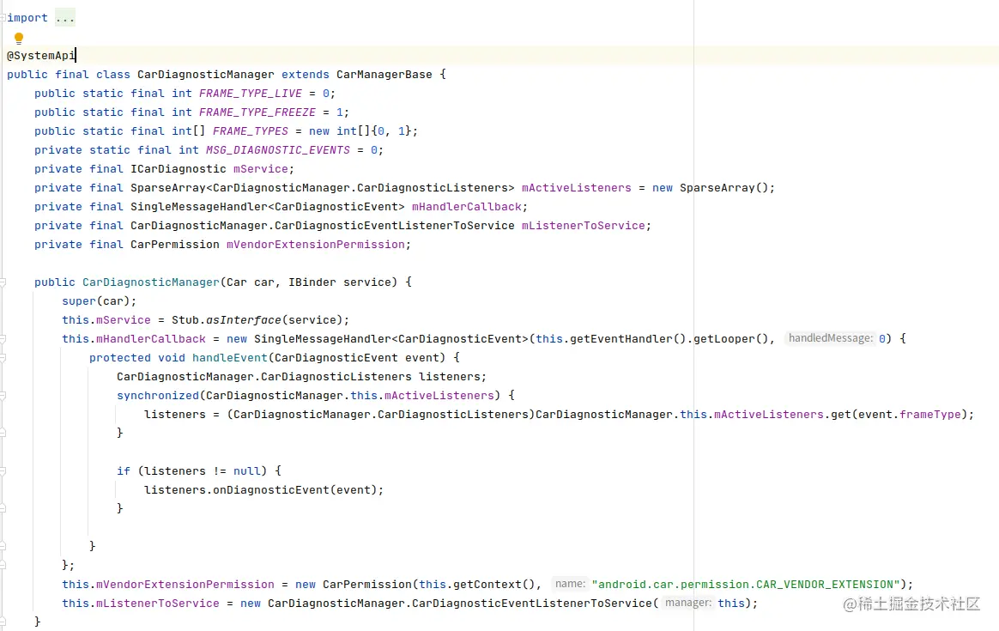 import ...
@SystemApi
public final class CarDiagnosticManager extends CarManagerBase {
    public static final int FRAME_TYPE_LIVE = 0;
    public static final int FRAME_TYPE_FREEZE = 1;
    public static final int[] FRAME_TYPES = new int[]{0, 1};
    private static final int MSG_DIAGNOSTIC_EVENTS = 0;
    private final ICarDiagnostic mService;
    private final SparseArray<CarDiagnosticManager.CarDiagnosticListeners> mActiveListeners = new SparseArray();
    private final SingleMessageHandler<CarDiagnosticEvent> mHandlerCallback;
    private final CarDiagnosticManager.CarDiagnosticEventListenerToService mListenerToService;
    private final CarPermission mVendorExtensionPermission;
    public CarDiagnosticManager(Car car, IBinder service) {
        super(car);
        this.mService = Stub.asInterface(service);
        this.mHandlerCallback = new SingleMessageHandler<CarDiagnosticEvent>(this.getEventHandler().getLooper(), handledMessage: 0) {
            protected void handleEvent(CarDiagnosticEvent event) {
                CarDiagnosticManager.CarDiagnosticListeners listeners;
                synchronized(CarDiagnosticManager.this.mActiveListeners) {
                    listeners = (CarDiagnosticManager.CarDiagnosticListeners)CarDiagnosticManager.this.mActiveListeners.get(event.frameType);
                }
                if (listeners != null) {
                    listeners.onDiagnosticEvent(event);
                }
            }
        };
        this.mVendorExtensionPermission = new CarPermission(this.getContext(), name: "android.car.permission.CAR_VENDOR_EXTENSION");
        this.mListenerToService = new CarDiagnosticManager.CarDiagnosticEventListenerToService( manager: this);
    }
@稀土掘金技术社区